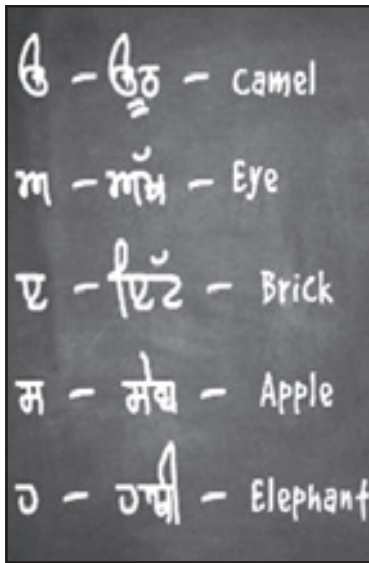 ੳ - ਊਠ - camel
ਅ - ਅੱਖ - Eye
ੲ - ਇੱਟ - Brick
ਸ - ਸੇਬ - Apple
ਹ - ਹਾਥੀ - Elephant